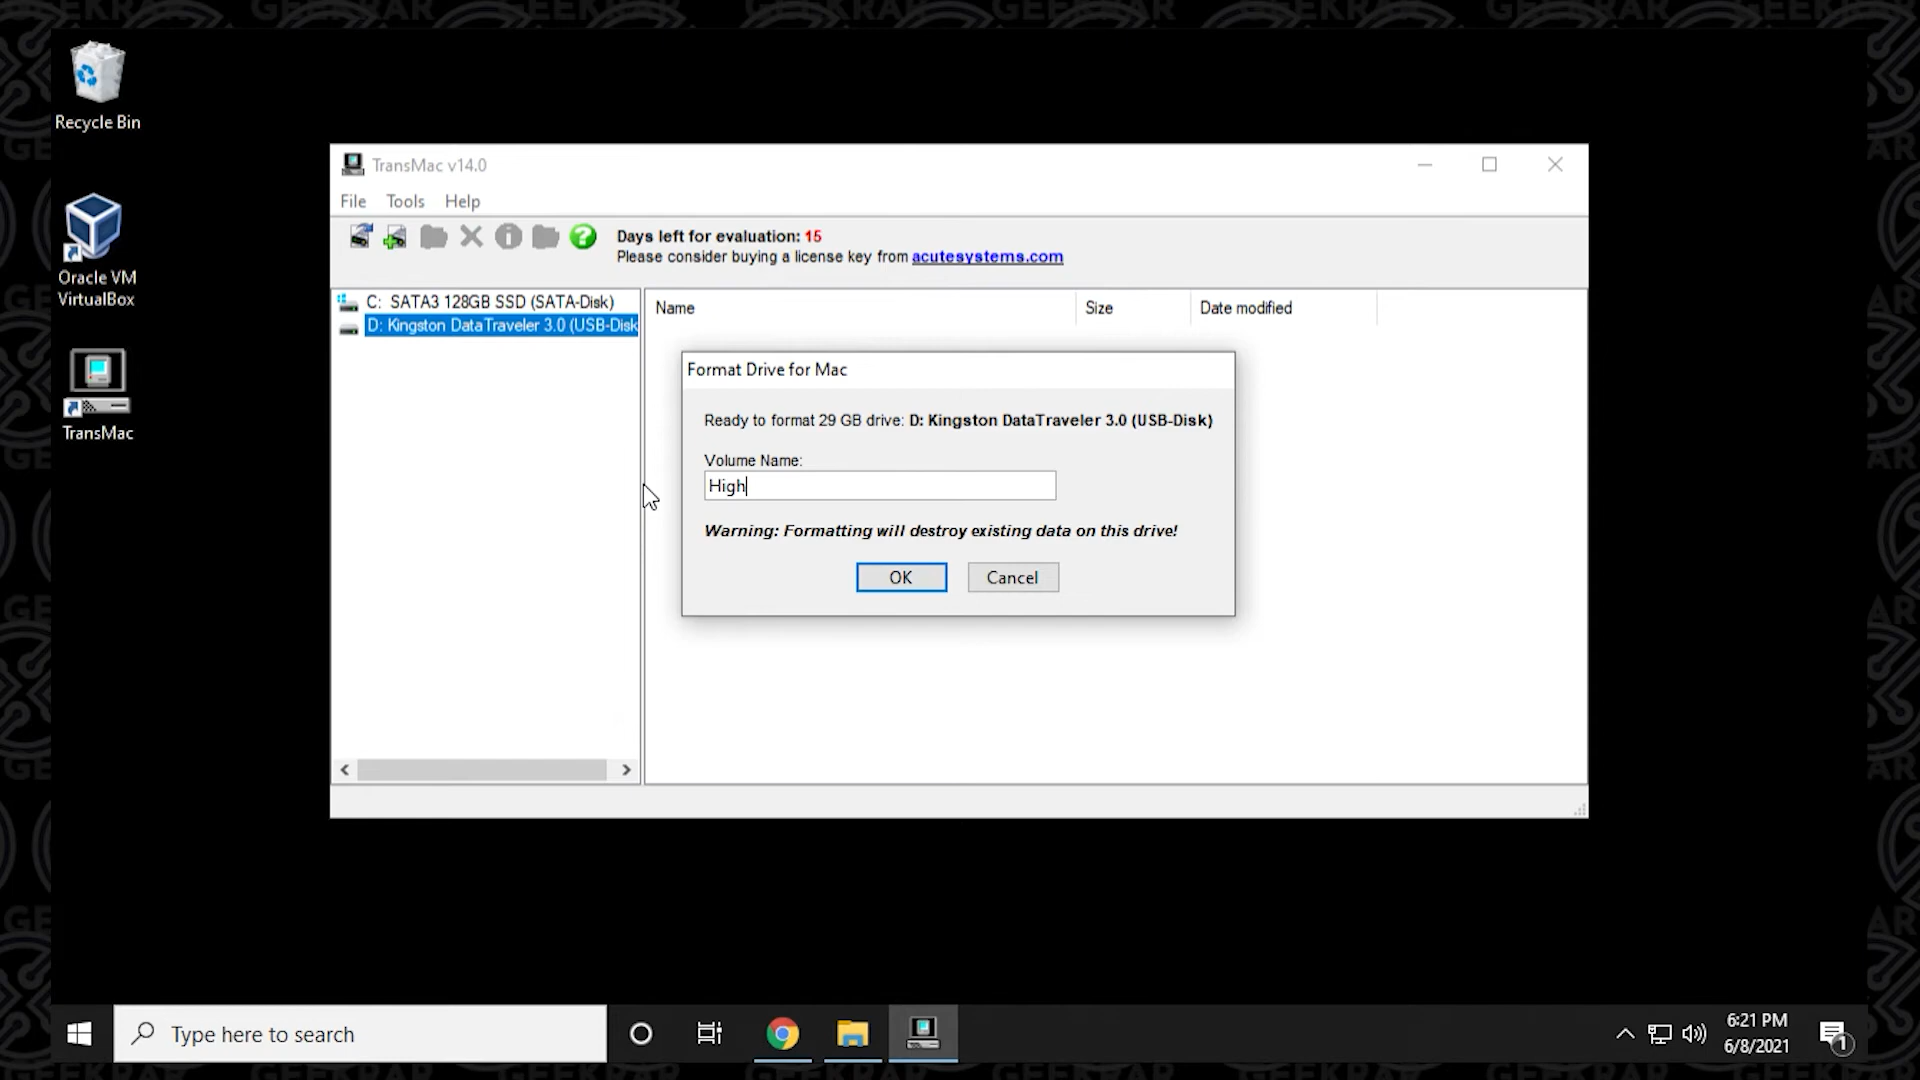 Recycle Bin
Oracle VM
VirtualBox
TransMac
TransMac v14.0
File Tools Help
Days left for evaluation: 15
Please consider buying a license key from acutesystems.com
C: SATA3 128GB SSD (SATA-Disk)
D: Kingston DataTraveler 3.0 (USB-Disk
Name Size Date modified
Format Drive for Mac
Ready to format 29 GB drive: D: Kingston DataTraveler 3.0 (USB-Disk)
Volume Name:
High
Warning: Formatting will destroy existing data on this drive!
OK Cancel
Type here to search
6:21 PM
6/8/2021
1